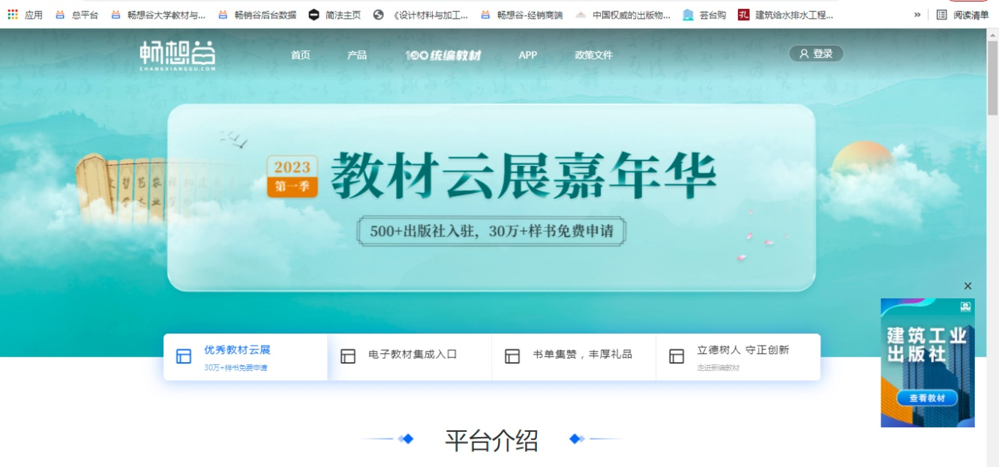 应用
总平台
畅想谷大学教材与...
畅销谷后台数据
简法主页
《设计材料与加工...
畅想谷-经销商端
中国权威的出版物...
芸台购
孔
建筑给水排水工程...
»
阅读清单
畅想谷
CHANGXIANGGU.COM
首页
产品
100统编教材
APP
政策文件
登录
2023
第一季
教材云展嘉年华
500+出版社入驻，30万+样书免费申请
建筑工业
出版社
查看教材
优秀教材云展
30万+样书免费申请
电子教材集成入口
书单集赞，丰厚礼品
立德树人 守正创新
走进新编教材
平台介绍